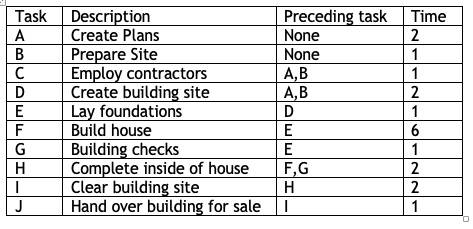 Task Description Preceding task Time
A Create Plans None 2
B Prepare Site None 1
C Employ contractors A,B 1
D Create building site A,B 2
E Lay foundations D 1
F Build house E 6
G Building checks E 1
H Complete inside of house F,G 2
I Clear building site H 2
J Hand over building for sale I 1